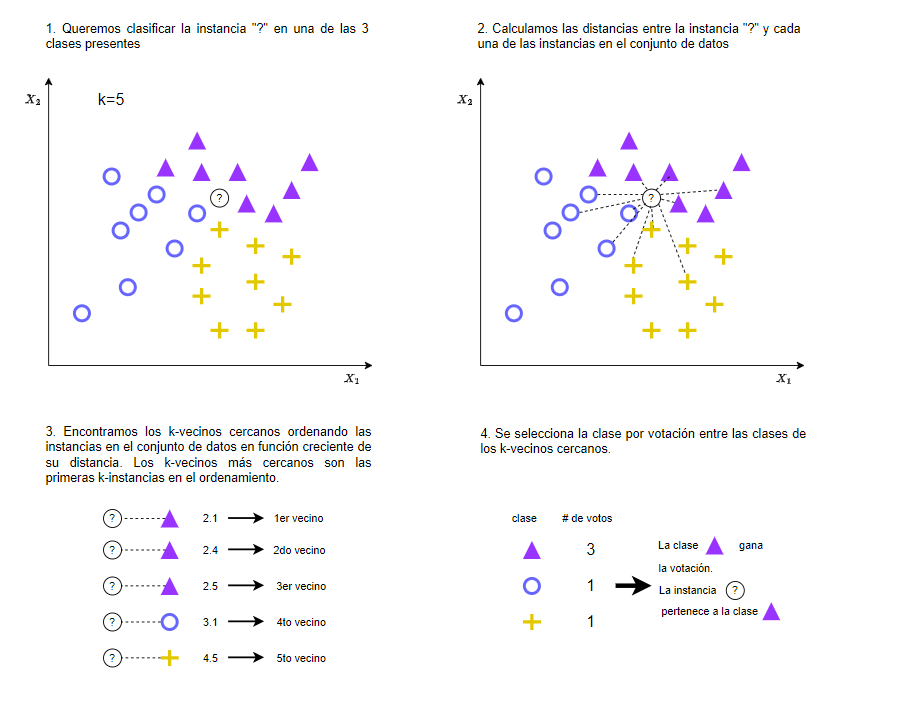 1. Queremos clasificar la instancia "?" en una de las 3
clases presentes
X₂
k=5
?
X₁
2. Calculamos las distancias entre la instancia "?" y cada
una de las instancias en el conjunto de datos
X₂
?
X₁
3. Encontramos los k-vecinos cercanos ordenando las
instancias en el conjunto de datos en función creciente de
su distancia. Los k-vecinos más cercanos son las
primeras k-instancias en el ordenamiento.
? 2.1 1er vecino
? 2.4 2do vecino
? 2.5 3er vecino
? 3.1 4to vecino
? 4.5 5to vecino
4. Se selecciona la clase por votación entre las clases de
los k-vecinos cercanos.
clase # de votos
3
1
1
La clase gana
la votación.
La instancia ?
pertenece a la clase